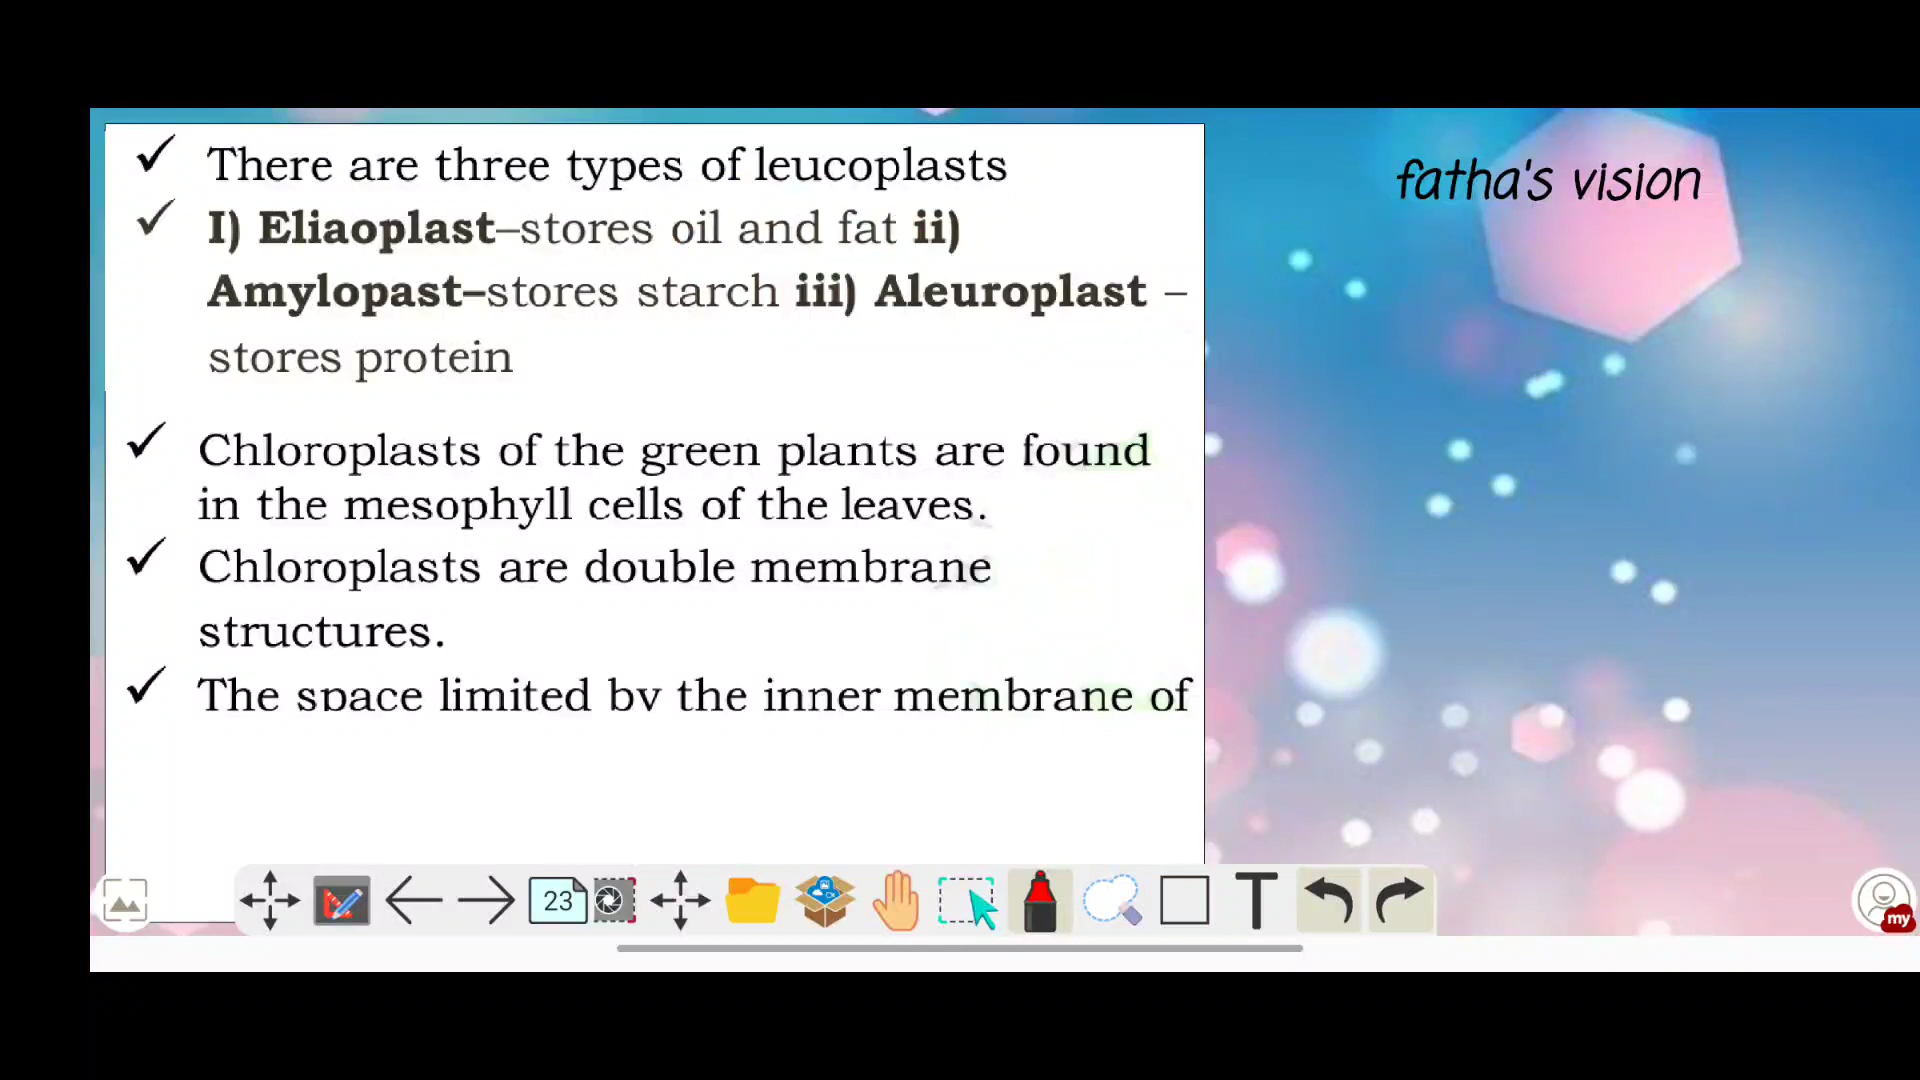 ✓ There are three types of leucoplasts
✓ I) Eliaoplast–stores oil and fat ii)
Amylopast–stores starch iii) Aleuroplast –
stores protein
✓ Chloroplasts of the green plants are found
in the mesophyll cells of the leaves.
✓ Chloroplasts are double membrane
structures.
✓ The space limited by the inner membrane of
fatha's vision
23
T
my